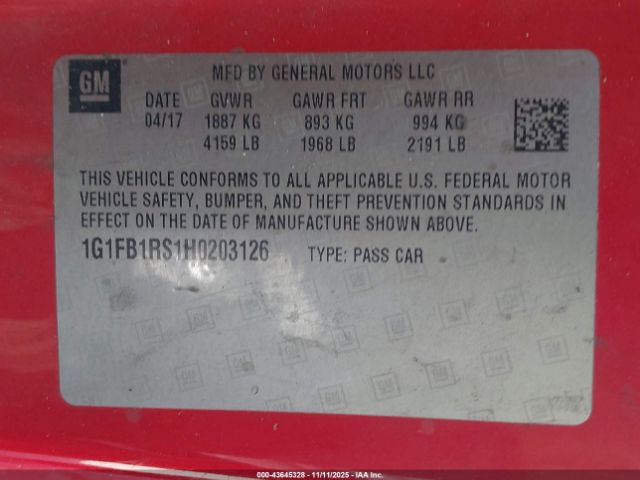 GM
MFD BY GENERAL MOTORS LLC
DATE GVWR GAWR FRT GAWR RR
04/17 1887 KG 893 KG 994 KG
4159 LB 1968 LB 2191 LB
THIS VEHICLE CONFORMS TO ALL APPLICABLE U.S. FEDERAL MOTOR
VEHICLE SAFETY, BUMPER, AND THEFT PREVENTION STANDARDS IN
EFFECT ON THE DATE OF MANUFACTURE SHOWN ABOVE.
1G1FB1RS1H0203126 TYPE: PASS CAR
000-43645328 - 11/11/2025 - IAA Inc.